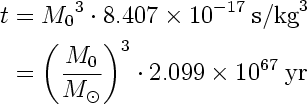 t = M₀³ · 8.407 × 10⁻¹⁷ s/kg³
= (M₀/M☉)³ · 2.099 × 10⁶⁷ yr